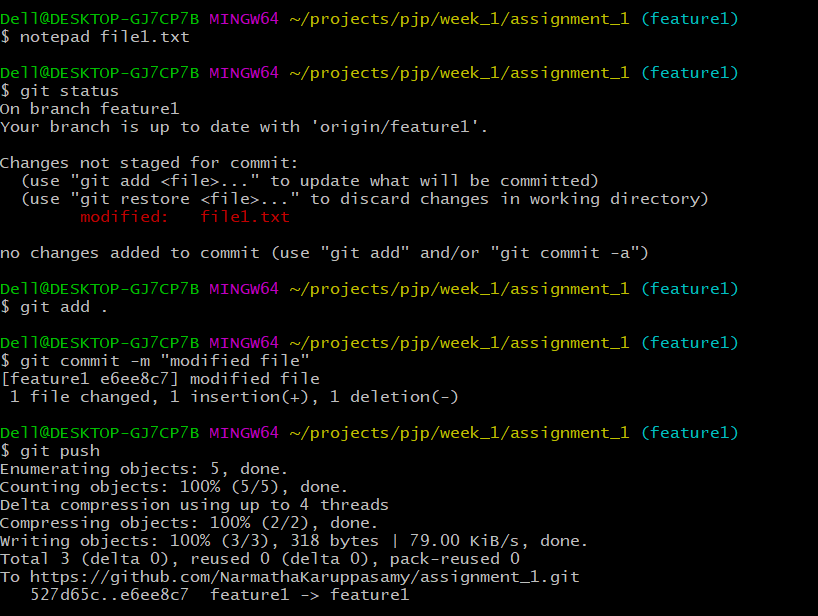 Dell@DESKTOP-GJ7CP7B MINGW64 ~/projects/pjp/week_1/assignment_1 (feature1)
$ notepad file1.txt
Dell@DESKTOP-GJ7CP7B MINGW64 ~/projects/pjp/week_1/assignment_1 (feature1)
$ git status
On branch feature1
Your branch is up to date with 'origin/feature1'.
Changes not staged for commit:
  (use "git add <file>..." to update what will be committed)
  (use "git restore <file>..." to discard changes in working directory)
        modified:   file1.txt
no changes added to commit (use "git add" and/or "git commit -a")
Dell@DESKTOP-GJ7CP7B MINGW64 ~/projects/pjp/week_1/assignment_1 (feature1)
$ git add .
Dell@DESKTOP-GJ7CP7B MINGW64 ~/projects/pjp/week_1/assignment_1 (feature1)
$ git commit -m "modified file"
[feature1 e6ee8c7] modified file
 1 file changed, 1 insertion(+), 1 deletion(-)
Dell@DESKTOP-GJ7CP7B MINGW64 ~/projects/pjp/week_1/assignment_1 (feature1)
$ git push
Enumerating objects: 5, done.
Counting objects: 100% (5/5), done.
Delta compression using up to 4 threads
Compressing objects: 100% (2/2), done.
Writing objects: 100% (3/3), 318 bytes | 79.00 KiB/s, done.
Total 3 (delta 0), reused 0 (delta 0), pack-reused 0
To https://github.com/NarmathaKaruppasamy/assignment_1.git
   527d65c..e6ee8c7  feature1 -> feature1